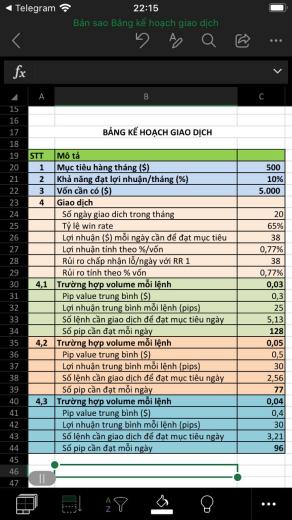 Telegram 22:15
Bản sao Bảng kế hoạch giao dịch
fx
A B C
15
16
17 BẢNG KẾ HOẠCH GIAO DỊCH
18
19 STT Mô tả
20 1 Mục tiêu hàng tháng ($) 500
21 2 Khả năng đạt lợi nhuận/tháng (%) 10%
22 3 Vốn cần có ($) 5.000
23 4 Giao dịch
24 Số ngày giao dich trong tháng 20
25 Tỷ lệ win rate 65%
26 Lợi nhuận ($) mỗi ngày cần để đạt mục tiêu 38
27 Lợi nhuận tính theo %/vốn 0,77%
28 Rủi ro chấp nhận lỗ/ngày với RR 1 38
29 Rủi ro tính theo % vốn 0,77%
30 4,1 Trường hợp volume mỗi lệnh 0,03
31 Pip value trung bình ($) 0,3
32 Lợi nhuận trung bình mỗi lệnh (pips) 25
33 Số lệnh cần giao dịch để đạt mục tiêu ngày 5,13
34 Số pip cần đạt mỗi ngày 128
35 4,2 Trường hợp volume mỗi lệnh 0,05
36 Pip value trung bình ($) 0,5
37 Lợi nhuận trung bình mỗi lệnh (pips) 30
38 Số lệnh cần giao dịch để đạt mục tiêu ngày 2,56
39 Số pip cần đạt mỗi ngày 77
40 4,3 Trường hợp volume mỗi lệnh 0,04
41 Pip value trung bình ($) 0,4
42 Lợi nhuận trung bình mỗi lệnh (pips) 30
43 Số lệnh cần giao dịch để đạt mục tiêu ngày 3,21
44 Số pip cần đạt mỗi ngày 96
45
46
47
A
Z